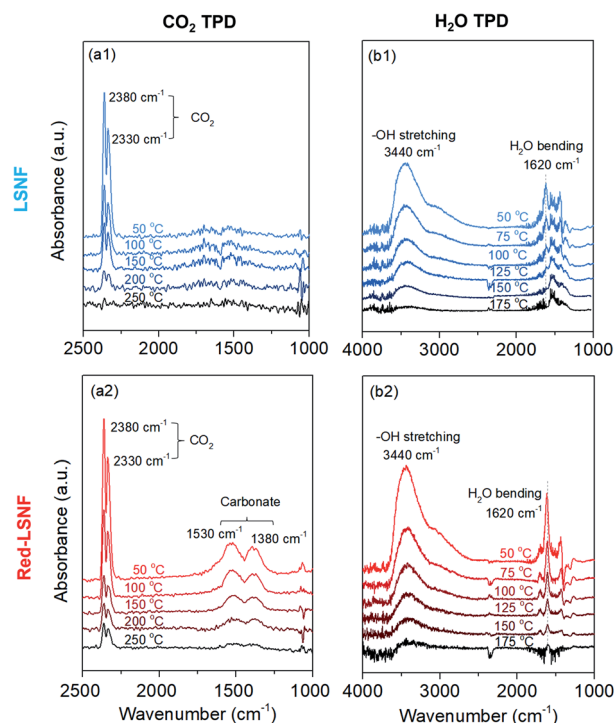 CO₂ TPD
H₂O TPD
LSNF
(a1)
2380 cm⁻¹
CO₂
2330 cm⁻¹
50 °C
100 °C
150 °C
200 °C
250 °C
Absorbance (a.u.)
2500 2000 1500 1000
(b1)
-OH stretching
3440 cm⁻¹
H₂O bending
1620 cm⁻¹
50 °C
75 °C
100 °C
125 °C
150 °C
175 °C
Absorbance (a.u.)
4000 3000 2000 1000
Red-LSNF
(a2)
2380 cm⁻¹
CO₂
2330 cm⁻¹
Carbonate
1530 cm⁻¹
1380 cm⁻¹
50 °C
100 °C
150 °C
200 °C
250 °C
Absorbance (a.u.)
2500 2000 1500 1000
Wavenumber (cm⁻¹)
(b2)
-OH stretching
3440 cm⁻¹
H₂O bending
1620 cm⁻¹
50 °C
75 °C
100 °C
125 °C
150 °C
175 °C
Absorbance (a.u.)
4000 3000 2000 1000
Wavenumber (cm⁻¹)